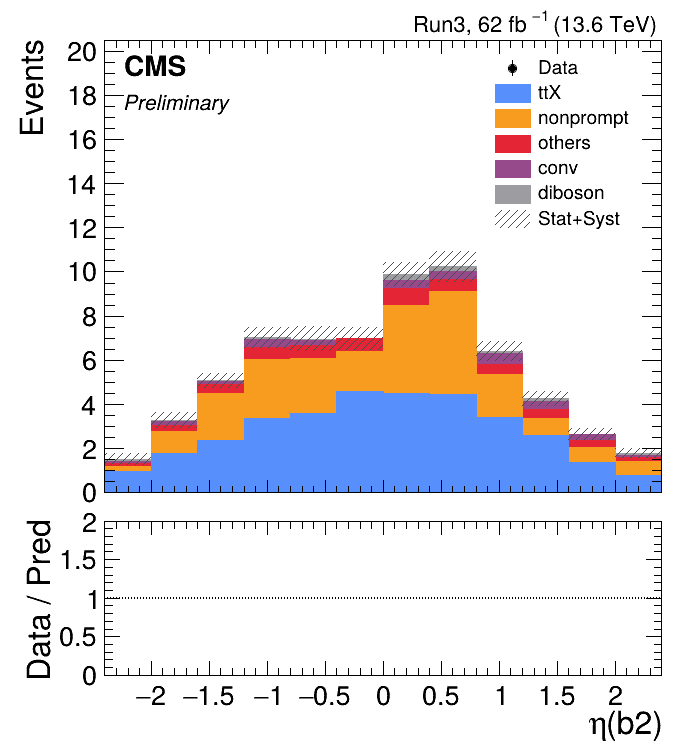 Run3, 62 fb⁻¹ (13.6 TeV)
CMS
Preliminary
Data
ttX
nonprompt
others
conv
diboson
Stat+Syst
Events
20
18
16
14
12
10
8
6
4
2
0
Data / Pred
2
1.5
1
0.5
0
−2 −1.5 −1 −0.5 0 0.5 1 1.5 2
η(b2)